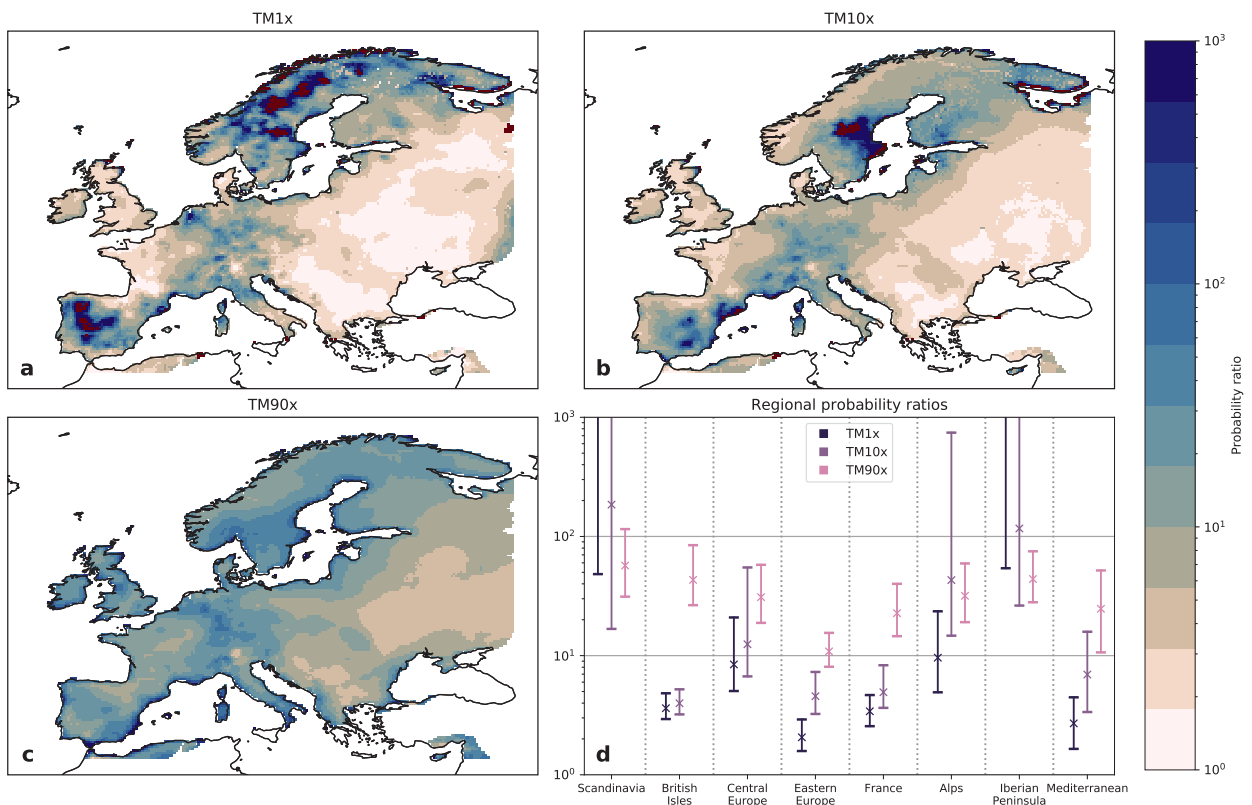 TM1x
TM10x
a
b
10³
10²
10¹
10⁰
Probability ratio
TM90x
Regional probability ratios
c
d
10³
10²
10¹
10⁰
TM1x
TM10x
TM90x
Scandinavia
British
Isles
Central
Europe
Eastern
Europe
France
Alps
Iberian
Peninsula
Mediterranean